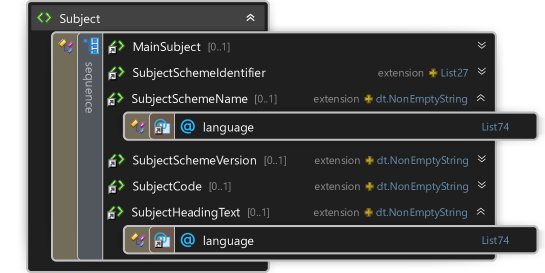 Subject
sequence
MainSubject [0..1]
SubjectSchemeIdentifier extension List27
SubjectSchemeName [0..1] extension dt.NonEmptyString
@ language List74
SubjectSchemeVersion [0..1] extension dt.NonEmptyString
SubjectCode [0..1] extension dt.NonEmptyString
SubjectHeadingText [0..1] extension dt.NonEmptyString
@ language List74